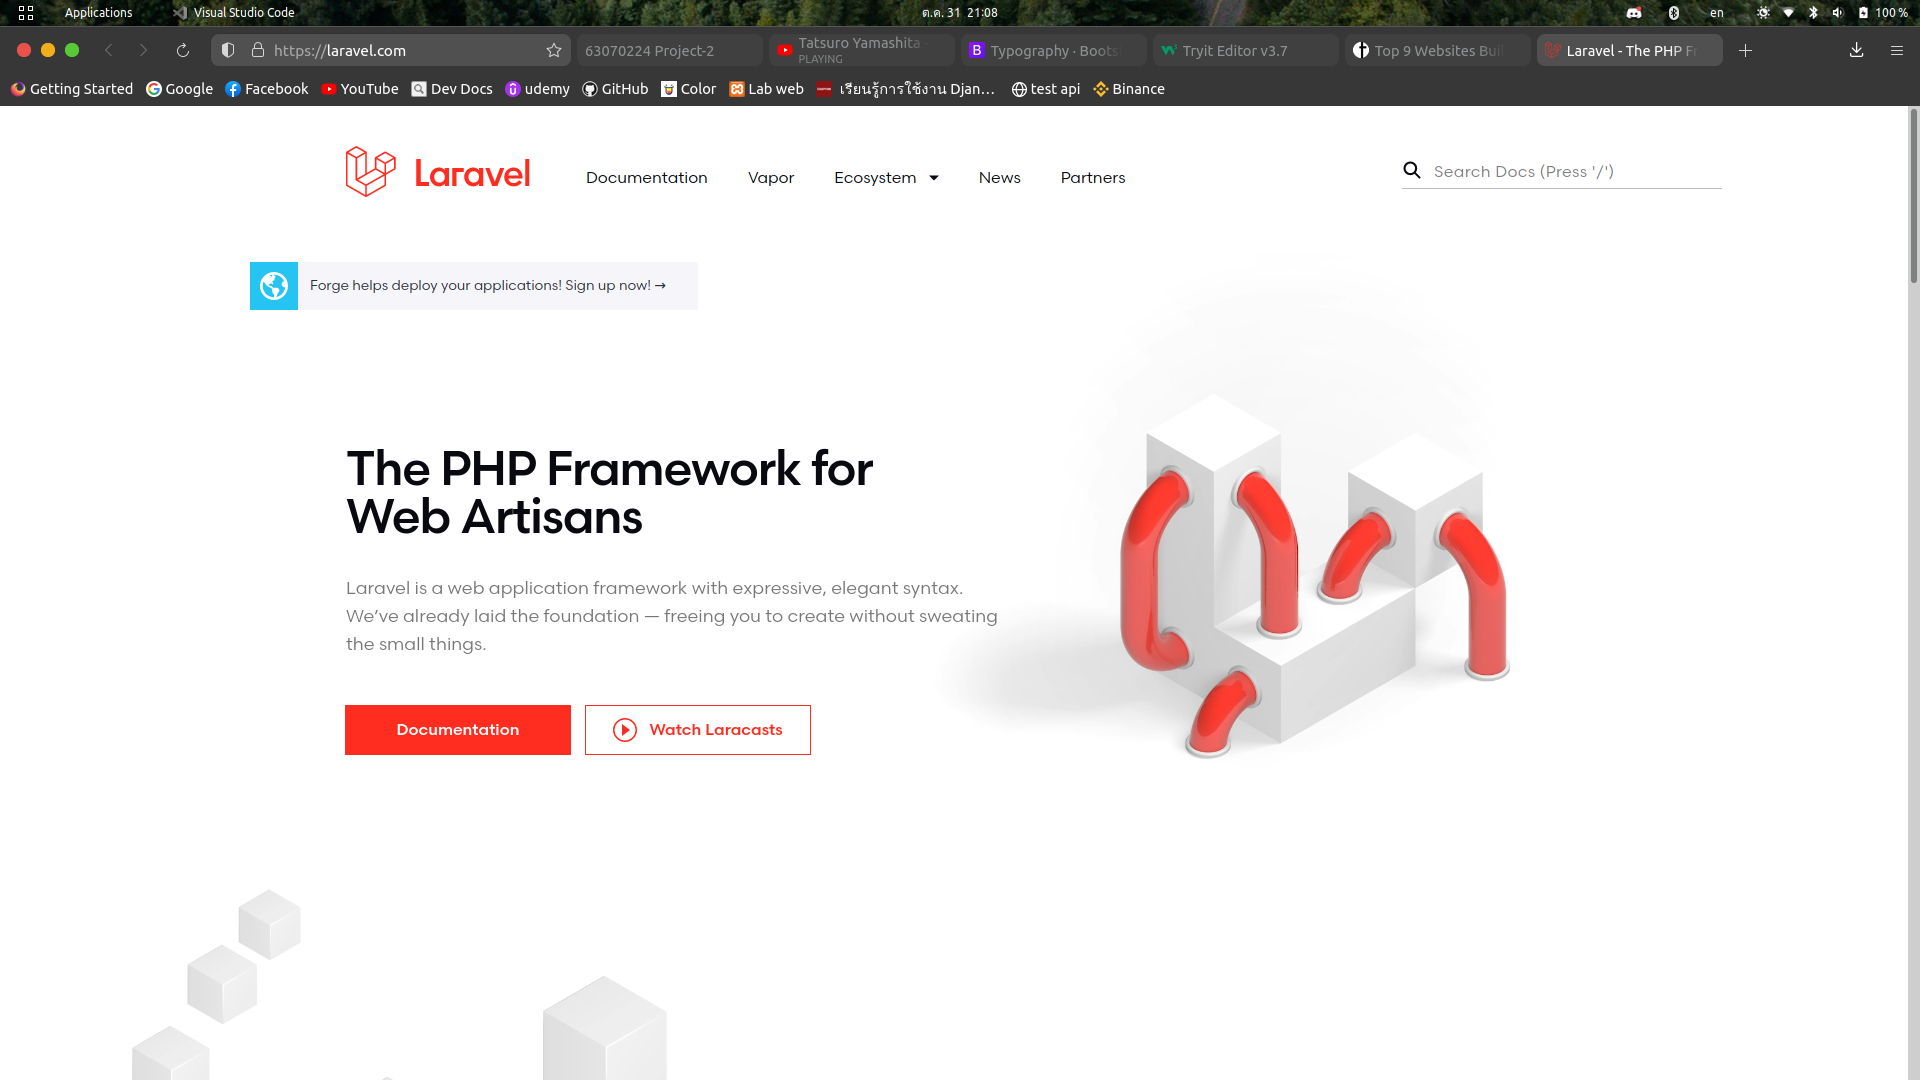 Applications
Visual Studio Code
ต.ค. 31 21:08
en
100 %
https://laravel.com
63070224 Project-2
Tatsuro Yamashita -
PLAYING
Typography · Boots
Tryit Editor v3.7
Top 9 Websites Buil
Laravel - The PHP Fr
Getting Started
Google
Facebook
YouTube
Dev Docs
udemy
GitHub
Color
Lab web
เรียนรู้การใช้งาน Djan...
test api
Binance
Laravel
Documentation
Vapor
Ecosystem
News
Partners
Search Docs (Press '/')
Forge helps deploy your applications! Sign up now! →
The PHP Framework for
Web Artisans
Laravel is a web application framework with expressive, elegant syntax.
We’ve already laid the foundation — freeing you to create without sweating
the small things.
Documentation
Watch Laracasts